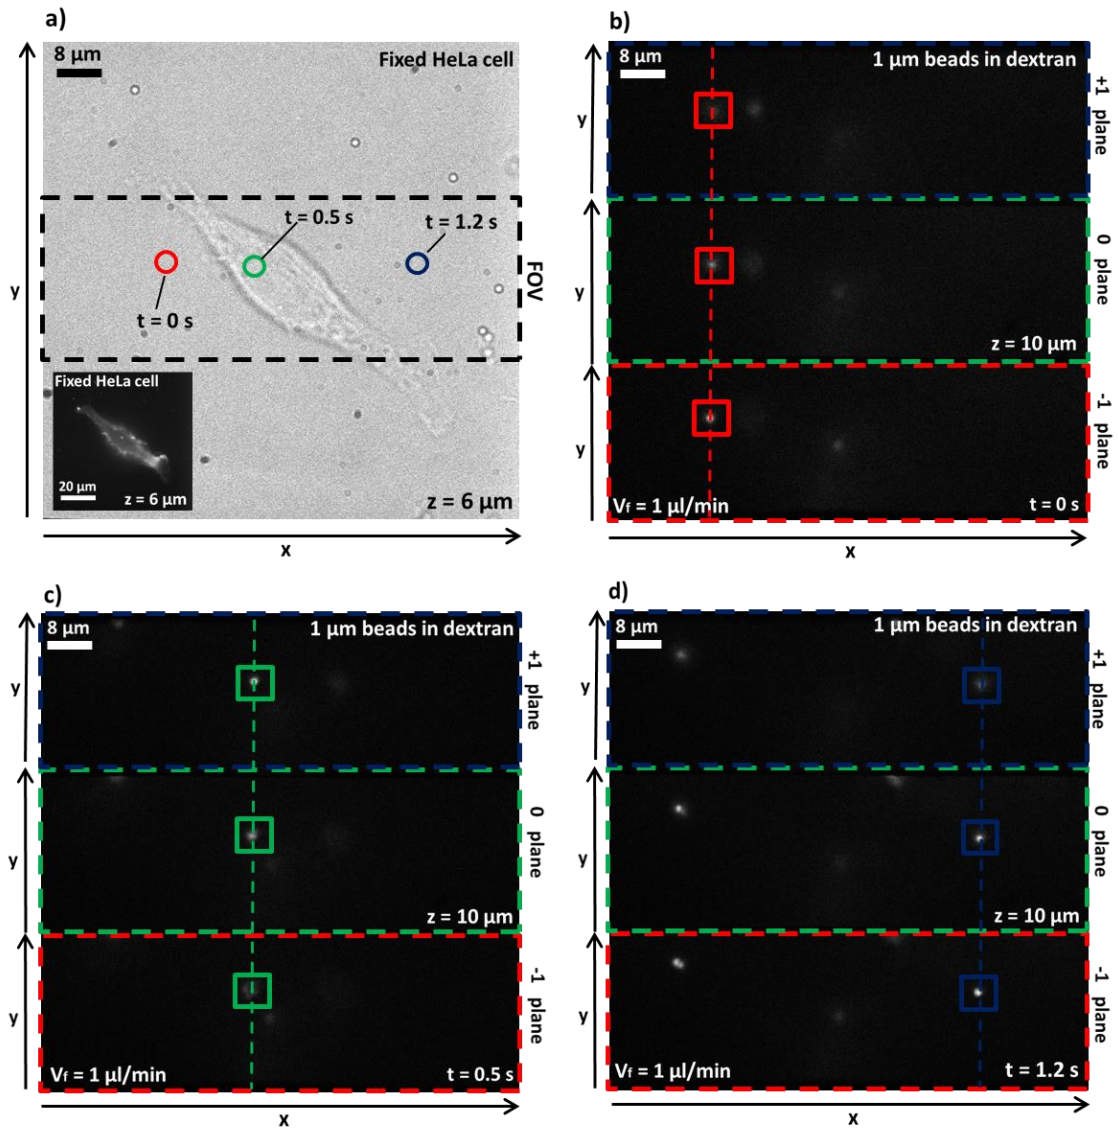 a)
8 µm
Fixed HeLa cell
t = 0.5 s
t = 1.2 s
t = 0 s
FOV
y
Fixed HeLa cell
20 µm
z = 6 µm
z = 6 µm
x
b)
8 µm
1 µm beads in dextran
y
+1 plane
y
0 plane
z = 10 µm
y
-1 plane
Vf = 1 µl/min
t = 0 s
x
c)
8 µm
1 µm beads in dextran
y
+1 plane
y
0 plane
z = 10 µm
y
-1 plane
Vf = 1 µl/min
t = 0.5 s
x
d)
8 µm
1 µm beads in dextran
y
+1 plane
y
0 plane
z = 10 µm
y
-1 plane
Vf = 1 µl/min
t = 1.2 s
x